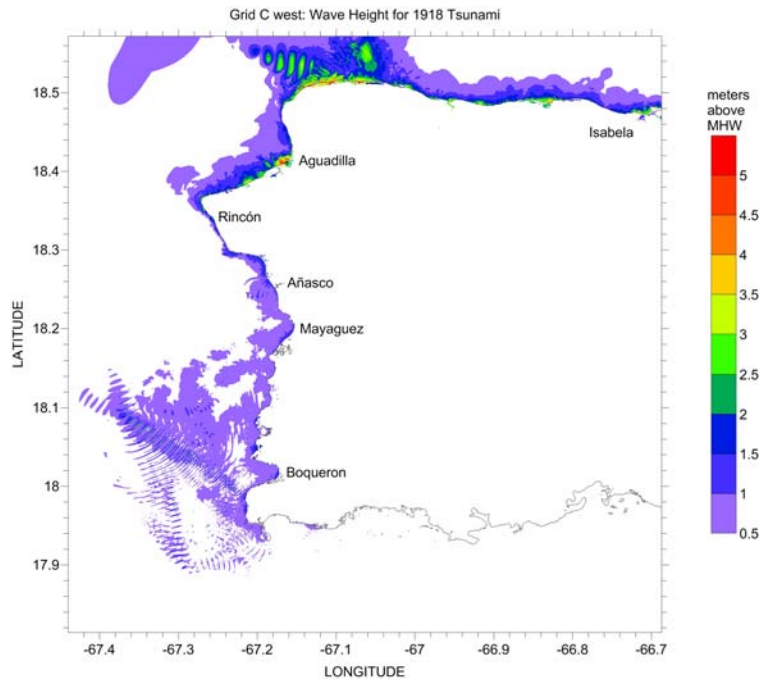 Grid C west: Wave Height for 1918 Tsunami
18.5
18.4
18.3
18.2
18.1
18
17.9
LATITUDE
Isabela
Aguadilla
Rincón
Añasco
Mayaguez
Boqueron
-67.4
-67.3
-67.2
-67.1
-67
-66.9
-66.8
-66.7
LONGITUDE
meters
above
MHW
5
4.5
4
3.5
3
2.5
2
1.5
1
0.5